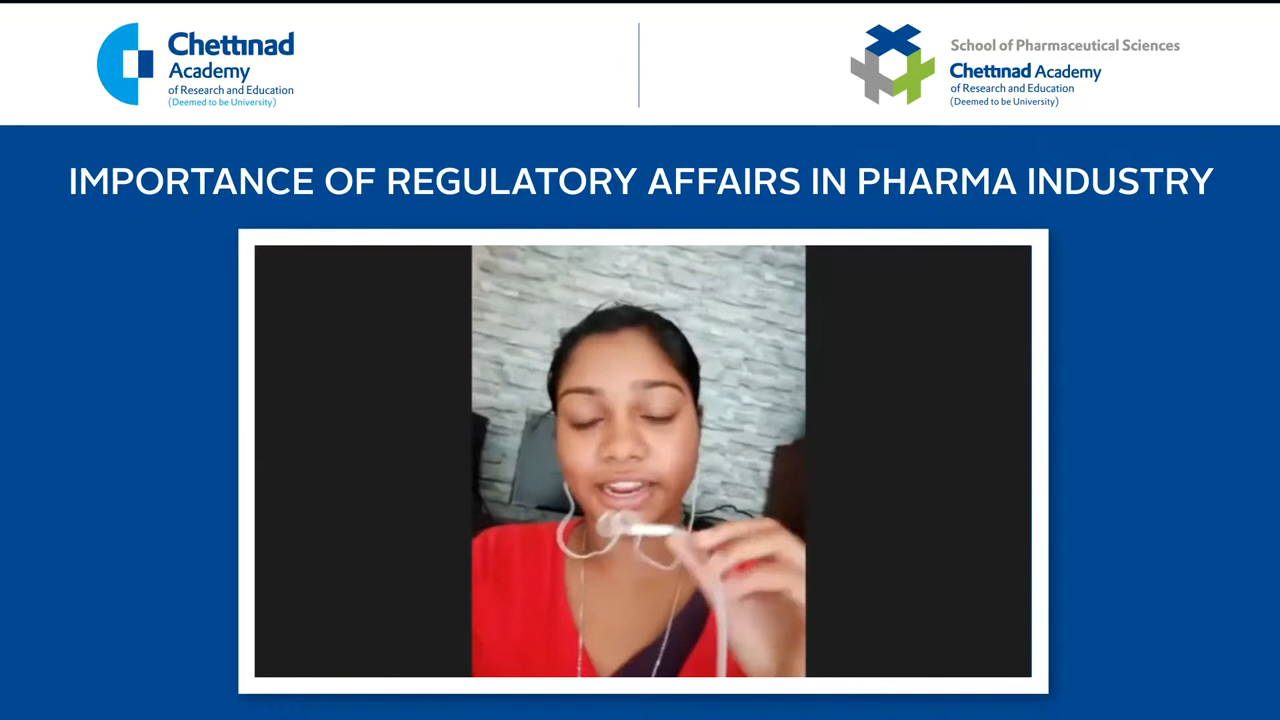 Chettinad
Academy
of Research and Education
(Deemed to be University)
School of Pharmaceutical Sciences
Chettinad Academy
of Research and Education
(Deemed to be University)
IMPORTANCE OF REGULATORY AFFAIRS IN PHARMA INDUSTRY